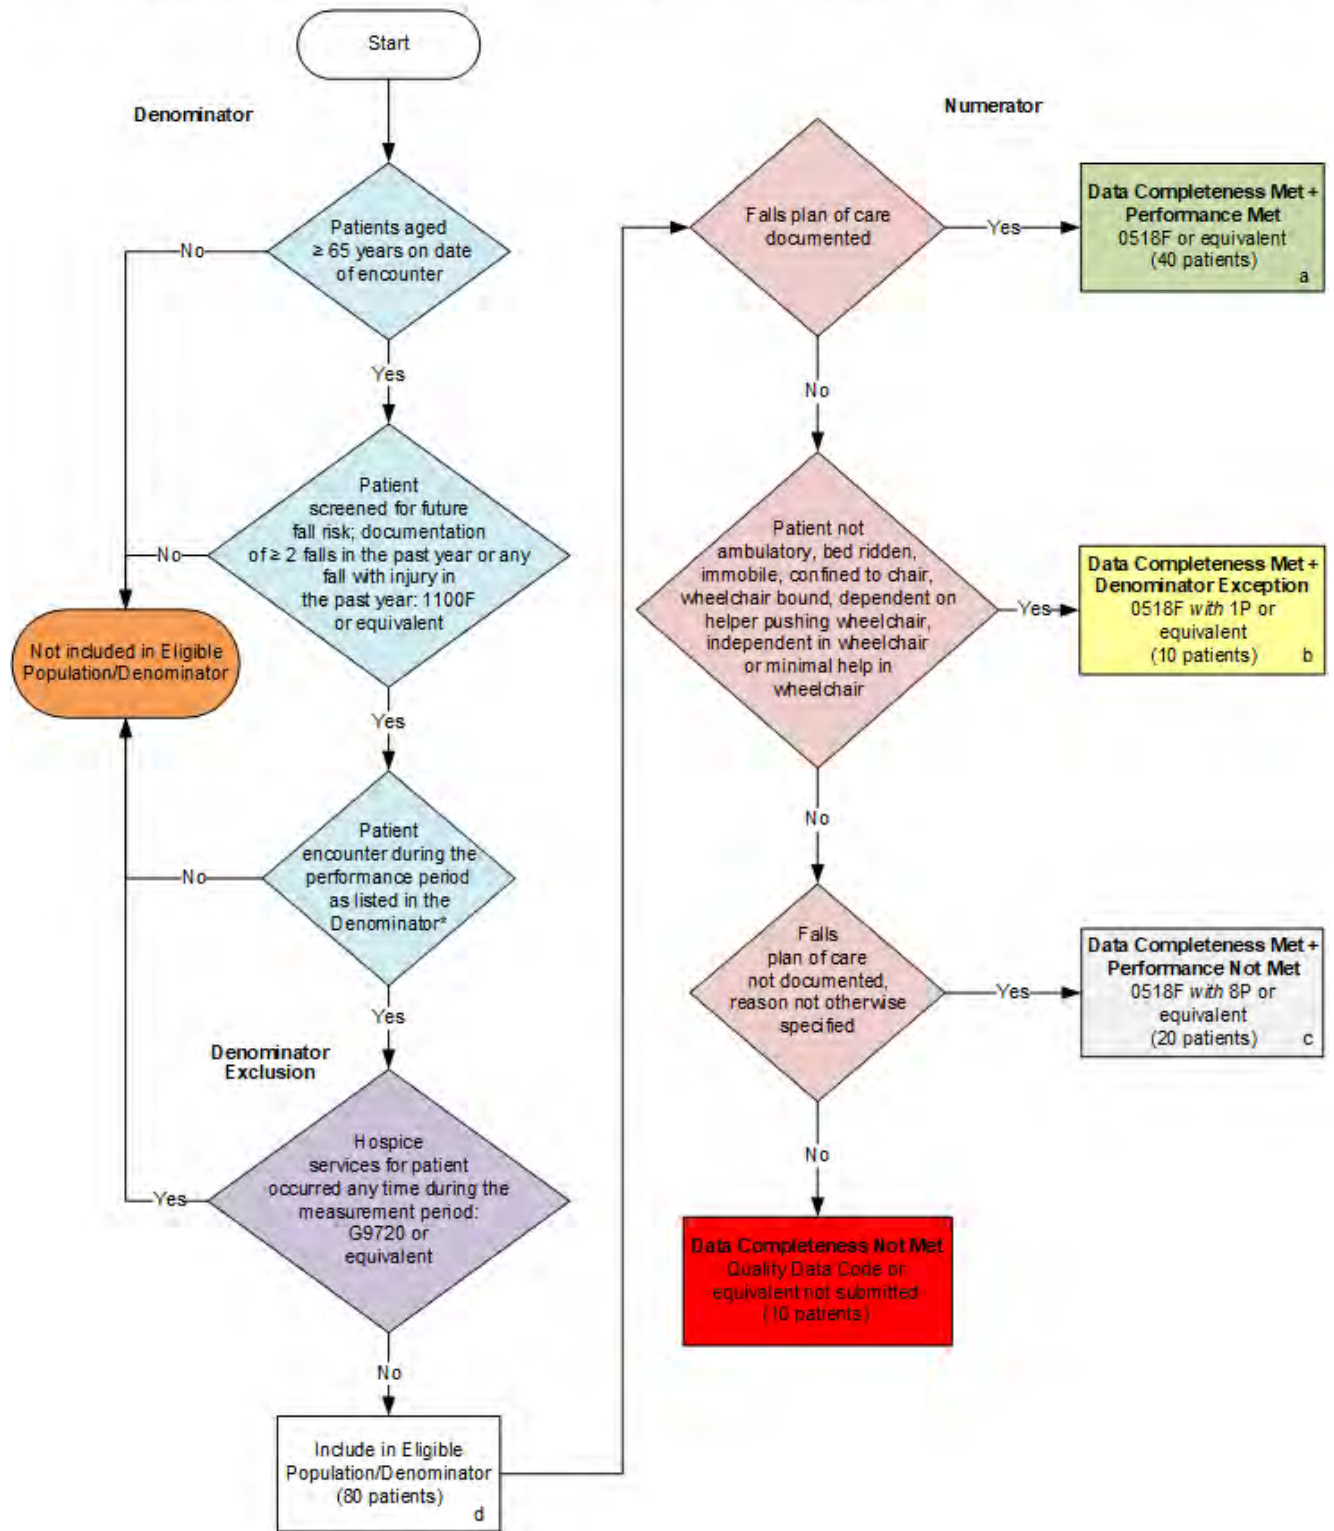 Start
Denominator
Patients aged
≥ 65 years on date
of encounter
No
Yes
Patient
screened for future
fall risk; documentation
of ≥ 2 falls in the past year or any
fall with injury in
the past year: 1100F
or equivalent
No
Not included in Eligible
Population/Denominator
Yes
Patient
encounter during the
performance period
as listed in the
Denominator*
No
Yes
Denominator
Exclusion
Hospice
services for patient
occurred any time during the
measurement period:
G9720 or
equivalent
Yes
No
Include in Eligible
Population/Denominator
(80 patients)
d
Numerator
Falls plan of care
documented
Yes
Data Completeness Met +
Performance Met
0518F or equivalent
(40 patients)
a
No
Patient not
ambulatory, bed ridden,
immobile, confined to chair,
wheelchair bound, dependent on
helper pushing wheelchair,
independent in wheelchair
or minimal help in
wheelchair
Yes
Data Completeness Met +
Denominator Exception
0518F with 1P or
equivalent
(10 patients)
b
No
Falls
plan of care
not documented,
reason not otherwise
specified
Yes
Data Completeness Met +
Performance Not Met
0518F with 8P or
equivalent
(20 patients)
c
No
Data Completeness Not Met
Quality Data Code or
equivalent not submitted
(10 patients)